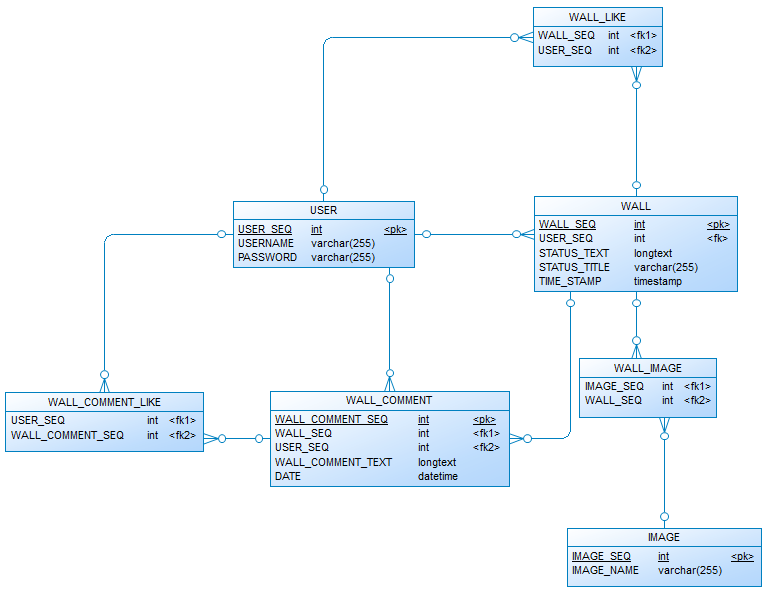 WALL_LIKE
WALL_SEQ int <fk1>
USER_SEQ int <fk2>
USER
USER_SEQ int <pk>
USERNAME varchar(255)
PASSWORD varchar(255)
WALL
WALL_SEQ int <pk>
USER_SEQ int <fk>
STATUS_TEXT longtext
STATUS_TITLE varchar(255)
TIME_STAMP timestamp
WALL_IMAGE
IMAGE_SEQ int <fk1>
WALL_SEQ int <fk2>
WALL_COMMENT_LIKE
USER_SEQ int <fk1>
WALL_COMMENT_SEQ int <fk2>
WALL_COMMENT
WALL_COMMENT_SEQ int <pk>
WALL_SEQ int <fk1>
USER_SEQ int <fk2>
WALL_COMMENT_TEXT longtext
DATE datetime
IMAGE
IMAGE_SEQ int <pk>
IMAGE_NAME varchar(255)